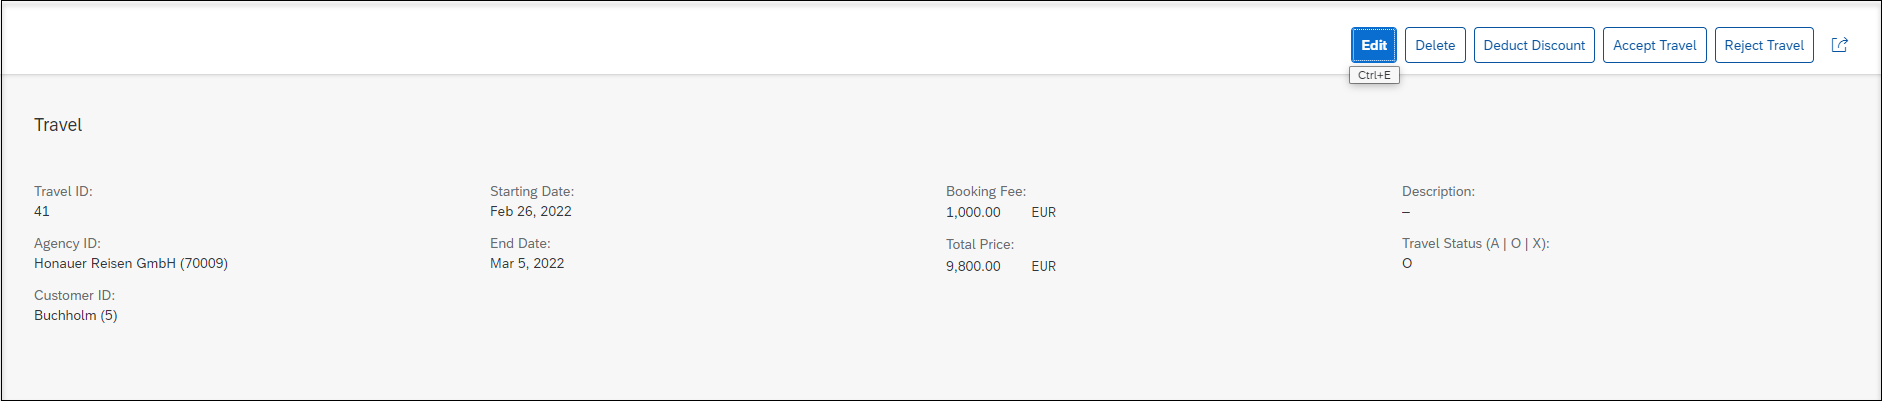 Edit Delete Deduct Discount Accept Travel Reject Travel
Ctrl+E
Travel
Travel ID:
41
Agency ID:
Honauer Reisen GmbH (70009)
Customer ID:
Buchholm (5)
Starting Date:
Feb 26, 2022
End Date:
Mar 5, 2022
Booking Fee:
1,000.00 EUR
Total Price:
9,800.00 EUR
Description:
–
Travel Status (A | O | X):
O